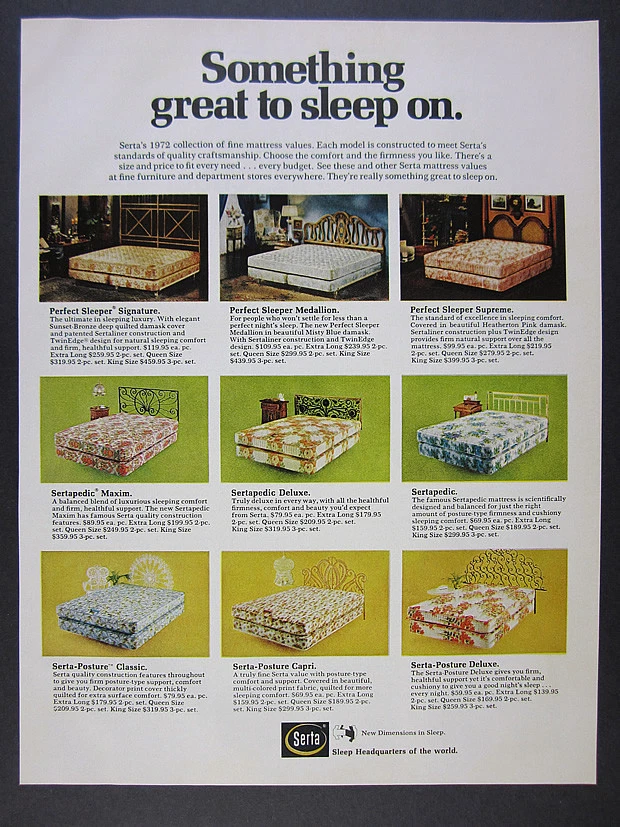 Something
great to sleep on.
Serta's 1972 collection of fine mattress values. Each model is constructed to meet Serta's
standards of quality craftsmanship. Choose the comfort and the firmness you like. There's a
size and price to fit every need . . . every budget. See these and other Serta mattress values
at fine furniture and department stores everywhere. They're really something great to sleep on.
Perfect Sleeper® Signature.
The ultimate in sleeping luxury. With elegant
Sunset-Bronze deep quilted damask cover
and patented Sertaliner construction and
TwinEdge® design for natural sleeping comfort
and firm, healthful support. $119.95 ea. pc.
Extra Long $259.95 2-pc. set. Queen Size
$319.95 2-pc. set. King Size $459.95 3-pc. set.
Perfect Sleeper Medallion.
For people who won't settle for less than a
perfect night's sleep. The new Perfect Sleeper
Medallion in beautiful Misty Blue damask.
With Sertaliner construction and TwinEdge
design. $109.95 ea. pc. Extra Long $239.95 2-pc.
set. Queen Size $299.95 2-pc. set. King Size
$439.95 3-pc. set.
Perfect Sleeper Supreme.
The standard of excellence in sleeping comfort.
Covered in beautiful Heatherton Pink damask.
Sertaliner construction plus TwinEdge design
provides firm natural support over all the
mattress. $99.95 ea. pc. Extra Long $219.95
2-pc. set. Queen Size $279.95 2-pc. set.
King Size $399.95 3-pc. set.
Sertapedic® Maxim.
A balanced blend of luxurious sleeping comfort
and firm, healthful support. The new Sertapedic
Maxim has famous Serta quality construction
features. $89.95 ea. pc. Extra Long $199.95 2-pc.
set. Queen Size $249.95 2-pc. set. King Size
$359.95 3-pc. set.
Sertapedic Deluxe.
Truly deluxe in every way, with all the healthful
firmness, comfort and beauty you'd expect
from Serta. $79.95 ea. pc. Extra Long $179.95
2-pc. set. Queen Size $209.95 2-pc. set.
King Size $319.95 3-pc. set.
Sertapedic.
The famous Sertapedic mattress is scientifically
designed and balanced for just the right
amount of posture-type firmness and cushiony
sleeping comfort. $69.95 ea. pc. Extra Long
$159.95 2-pc. set. Queen Size $189.95 2-pc. set.
King Size $299.95 3-pc. set.
Serta-Posture™ Classic.
Serta quality construction features throughout
to give you firm posture-type support, comfort
and beauty. Decorator print cover thickly
quilted for extra surface comfort. $79.95 ea. pc.
Extra Long $179.95 2-pc. set. Queen Size
$209.95 2-pc. set. King Size $319.95 3-pc. set.
Serta-Posture Capri.
A truly fine Serta value with posture-type
comfort and support. Covered in beautiful,
multi-colored print fabric, quilted for more
sleeping comfort. $69.95 ea. pc. Extra Long
$159.95 2-pc. set. Queen Size $189.95 2-pc.
set. King Size $299.95 3-pc. set.
Serta-Posture Deluxe.
The Serta-Posture Deluxe gives you firm,
healthful support yet it's comfortable and
cushiony to give you a good night's sleep . . .
every night. $59.95 ea. pc. Extra Long $139.95
2-pc. set. Queen Size $169.95 2-pc. set.
King Size $259.95 3-pc. set.
Serta
New Dimensions in Sleep.
Sleep Headquarters of the world.